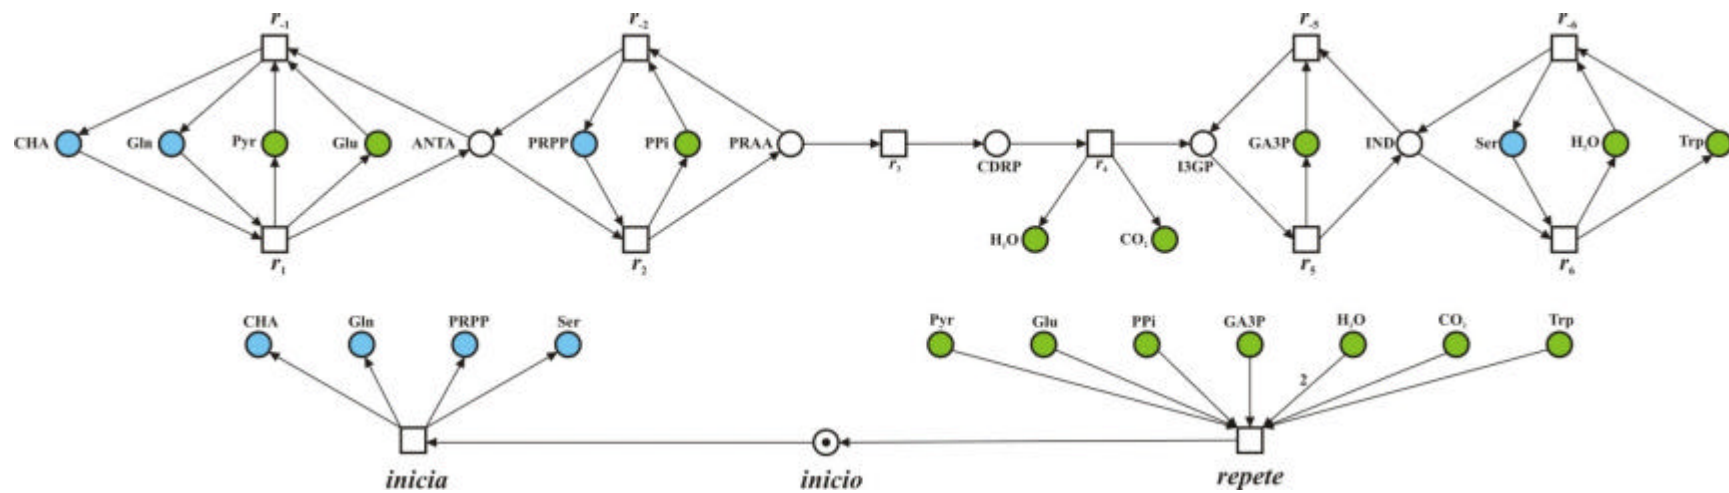 r₋₁ r₋₂ r₋₅ r₋₆
CHA Gln Pyr Glu ANTA PRPP PPi PRAA r₃ CDRP r₄ I3GP GA3P IND Ser H₂O Trp
H₂O CO₂
r₁ r₂ r₅ r₆
CHA Gln PRPP Ser Pyr Glu PPi GA3P H₂O CO₂ Trp
2
inicia inicio repete